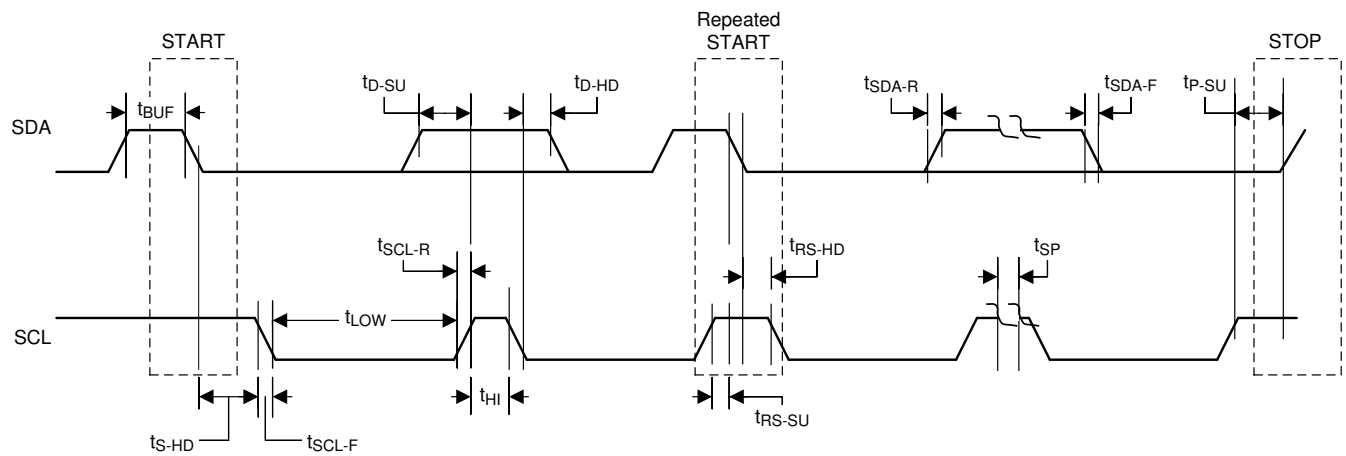 Repeated
START
START
STOP
tD-SU
tD-HD
tSDA-R
tSDA-F
tP-SU
tBUF
SDA
tSCL-R
tRS-HD
tSP
tLOW
SCL
tHI
tRS-SU
tS-HD
tSCL-F